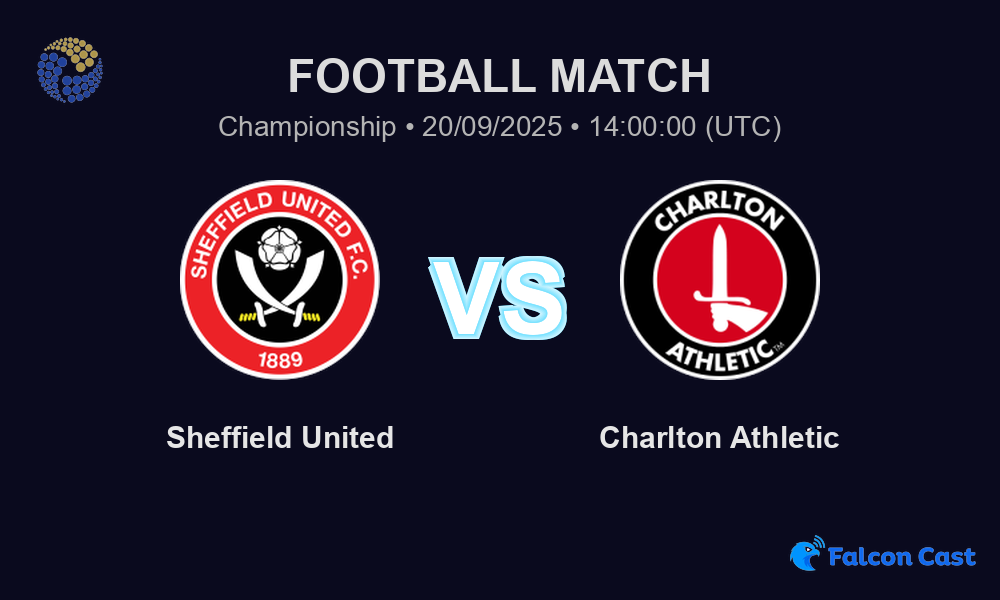 FOOTBALL MATCH
Championship • 20/09/2025 • 14:00:00 (UTC)
SHEFFIELD UNITED F.C.
1889
VS
CHARLTON
ATHLETIC™
Sheffield United
Charlton Athletic
Falcon Cast